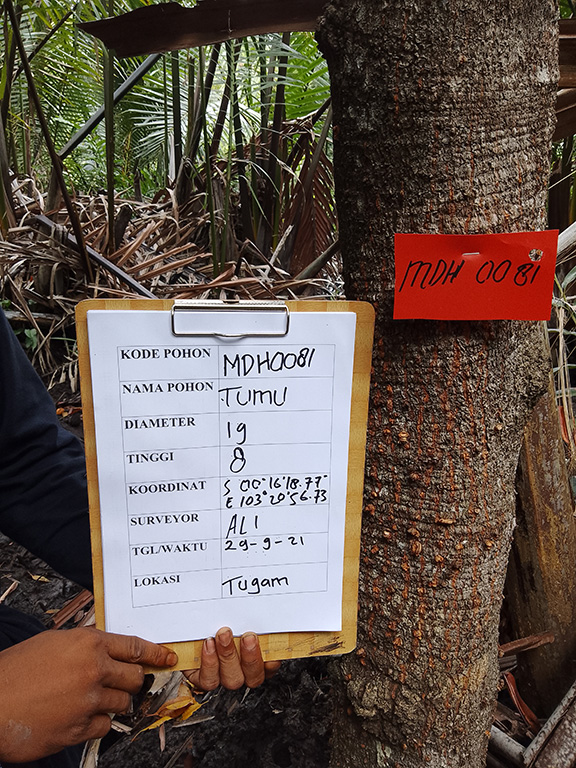 MDH 0081
KODE POHON MDH0081
NAMA POHON TUMU
DIAMETER 19
TINGGI 8
KOORDINAT S 00°16'18.77"
E 103°20'56.73
SURVEYOR ALI
TGL/WAKTU 29-9-21
LOKASI Tugam